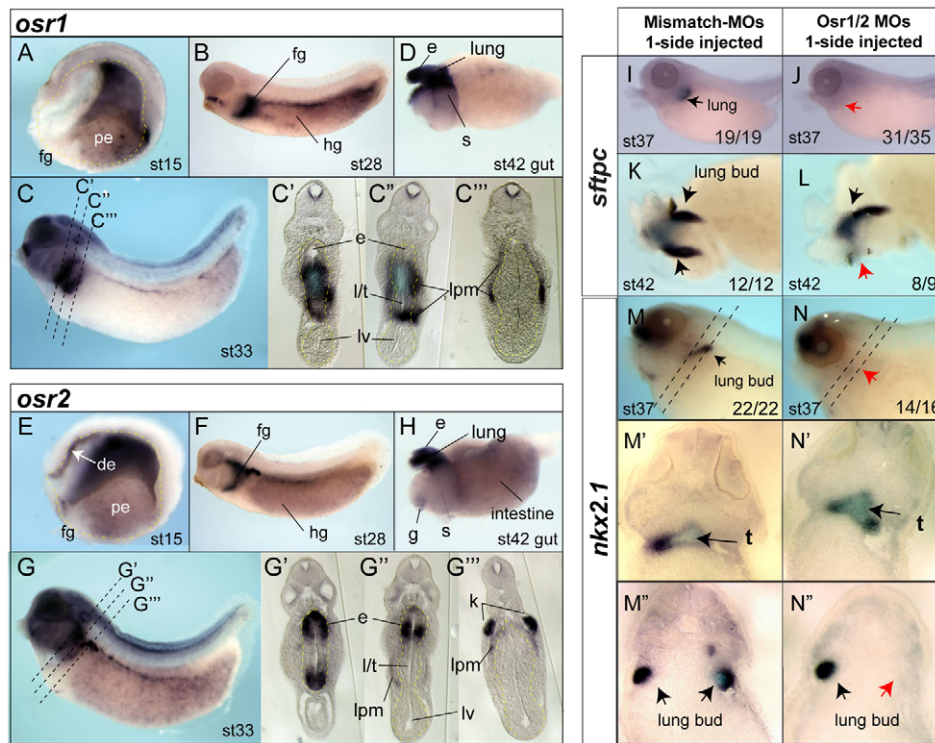 osr1
A
pe
fg
st15
B
fg
hg
st28
D
e
lung
s
st42 gut
C
C'
C''
C'''
st33
C'
C''
C'''
e
l/t
lpm
lv
osr2
E
de
pe
fg
st15
F
fg
hg
st28
H
e
lung
g
s
intestine
st42 gut
G
G'
G''
G'''
st33
G'
G''
G'''
e
l/t
lpm
lv
k
lpm
Mismatch-MOs
1-side injected
Osr1/2 MOs
1-side injected
sftpc
I
lung
st37
19/19
J
st37
31/35
K
lung bud
st42
12/12
L
8/9
nkx2.1
M
lung bud
st37
22/22
N
st37
14/16
M'
t
N'
t
M"
lung bud
N"
lung bud